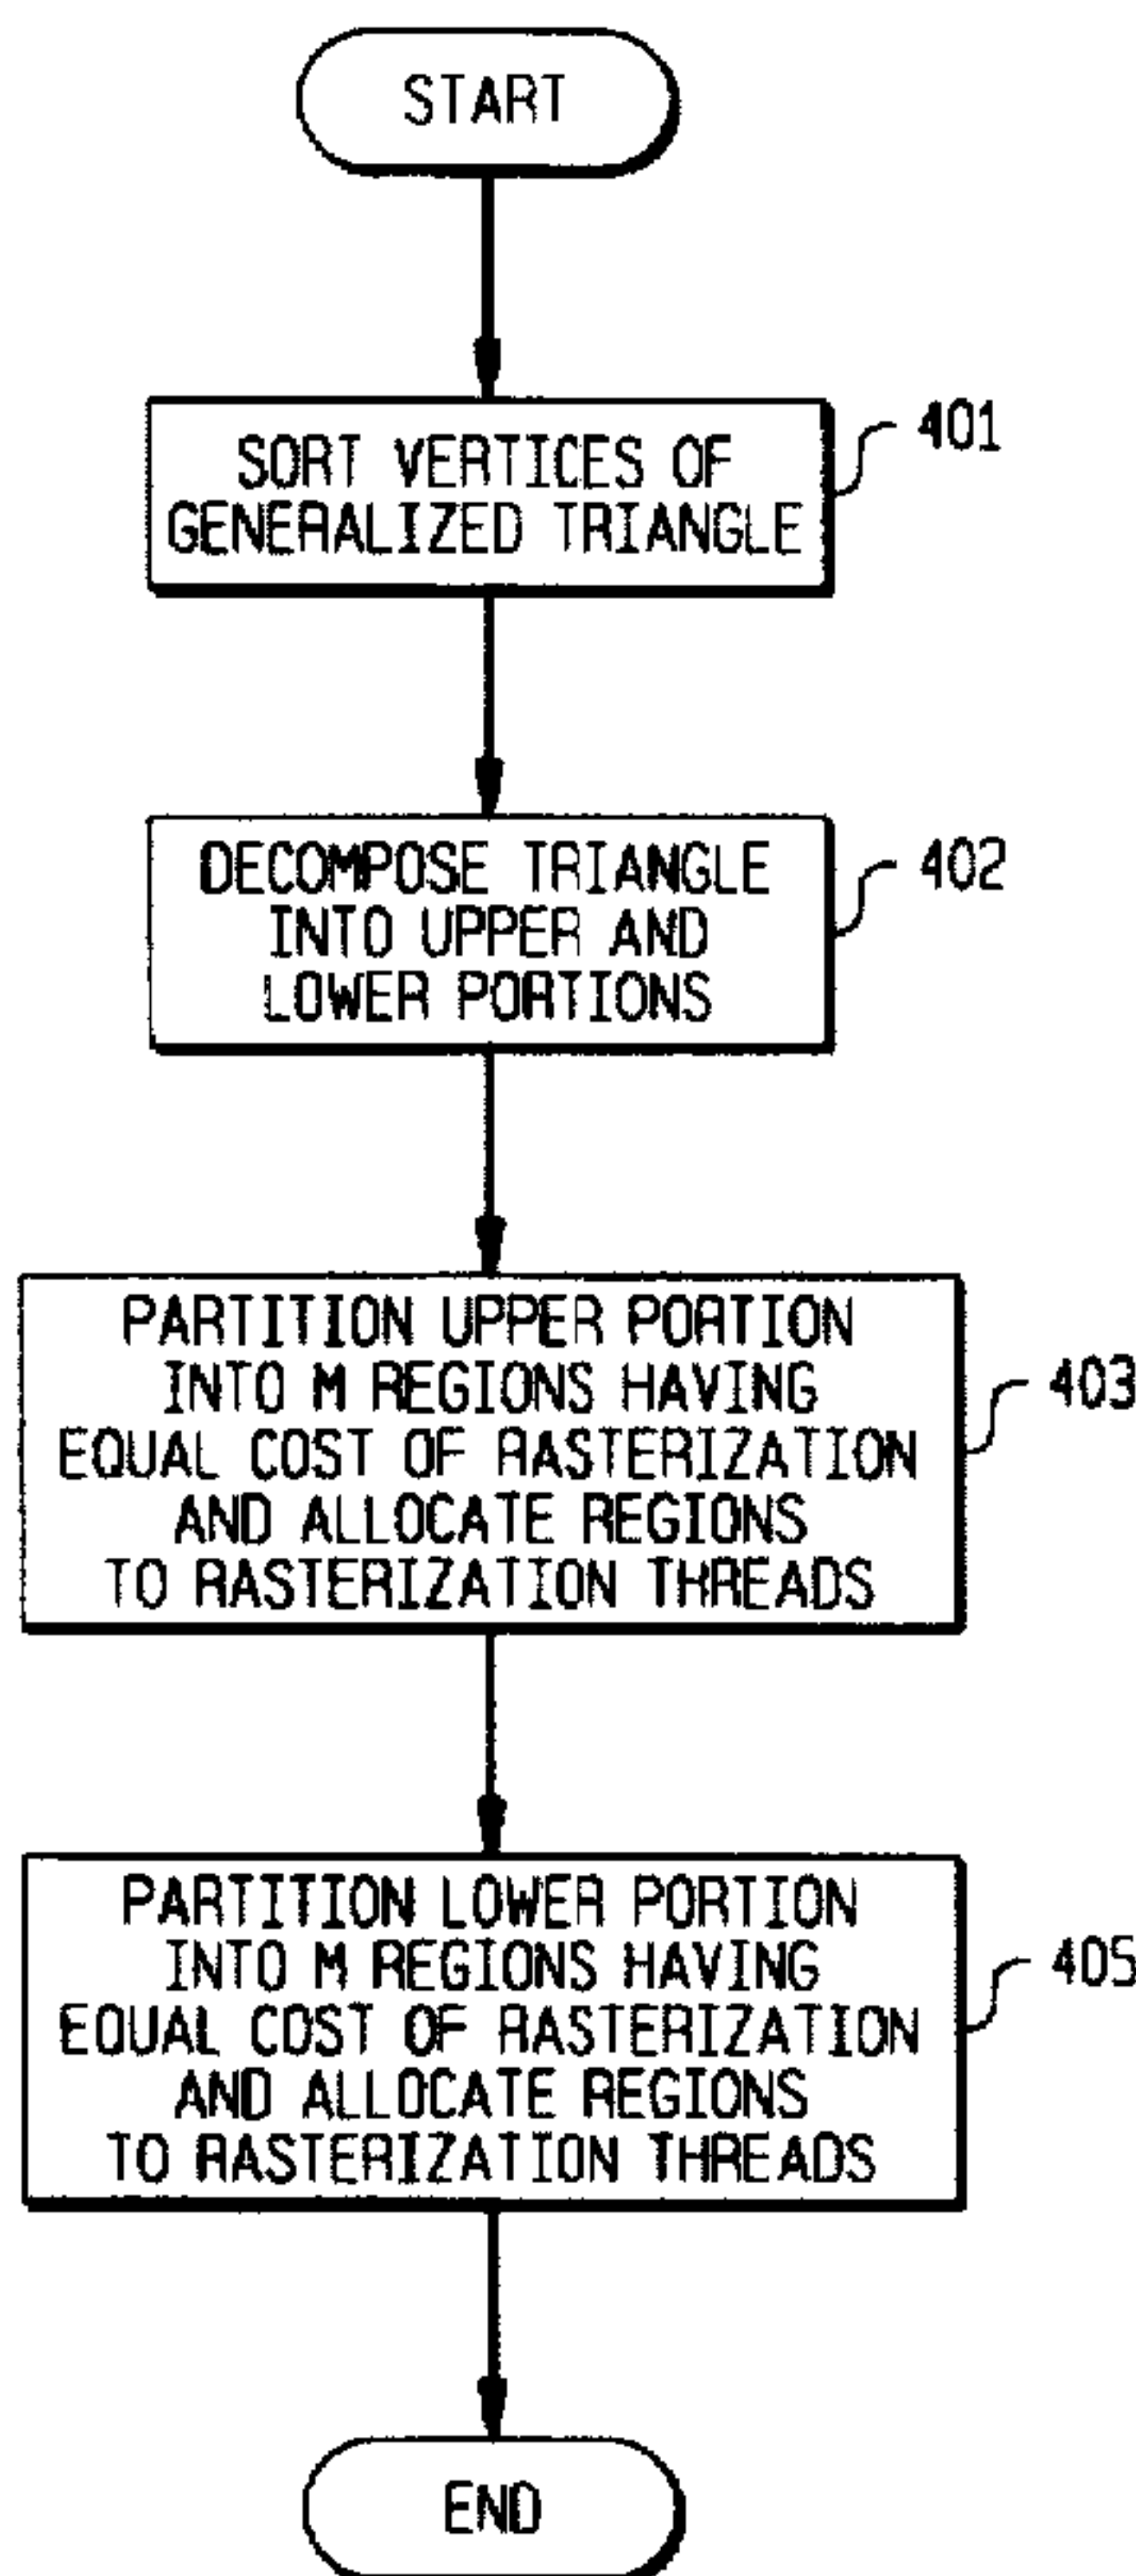 START
SORT VERTICES OF
GENERALIZED TRIANGLE
401
DECOMPOSE TRIANGLE
INTO UPPER AND
LOWER PORTIONS
402
PARTITION UPPER PORTION
INTO M REGIONS HAVING
EQUAL COST OF RASTERIZATION
AND ALLOCATE REGIONS
TO RASTERIZATION THREADS
403
PARTITION LOWER PORTION
INTO M REGIONS HAVING
EQUAL COST OF RASTERIZATION
AND ALLOCATE REGIONS
TO RASTERIZATION THREADS
405
END